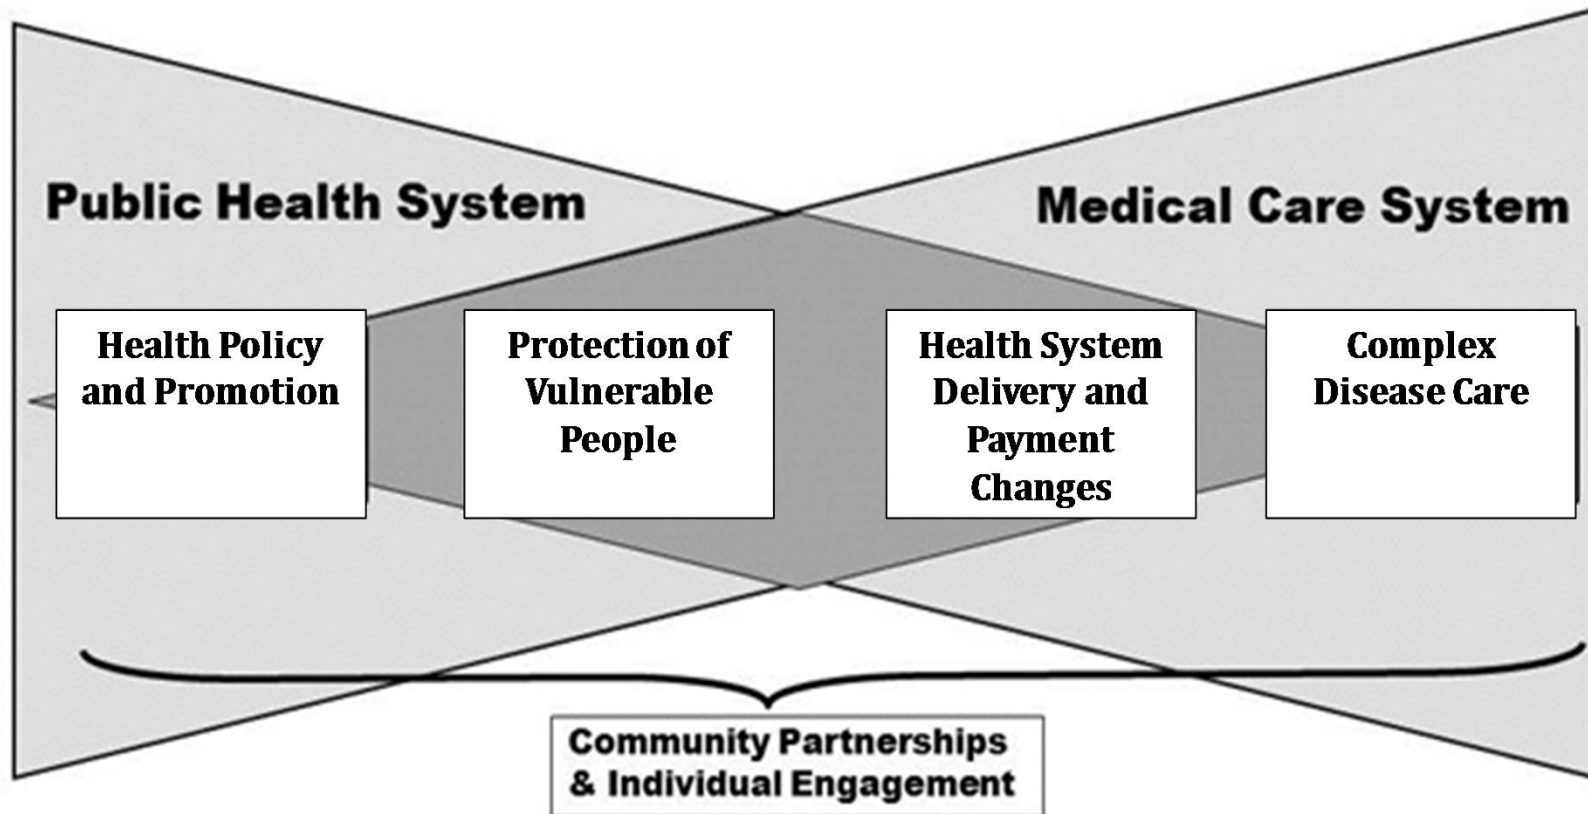 Public Health System
Medical Care System
Health Policy
and Promotion
Protection of
Vulnerable
People
Health System
Delivery and
Payment
Changes
Complex
Disease Care
Community Partnerships
& Individual Engagement